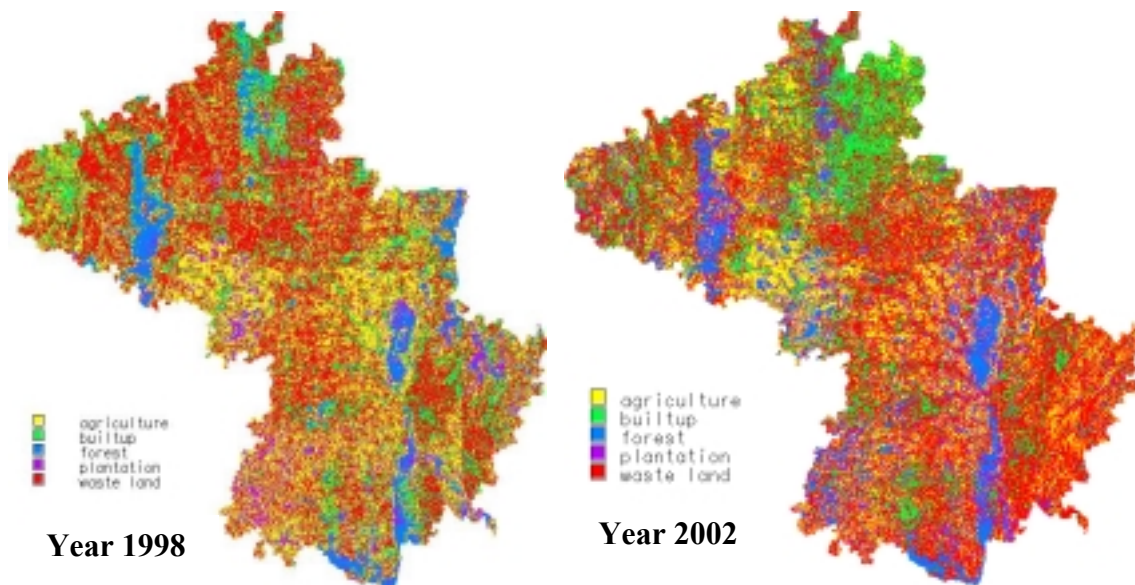 agriculture
builtup
forest
plantation
waste land
Year 1998
agriculture
builtup
forest
plantation
waste land
Year 2002